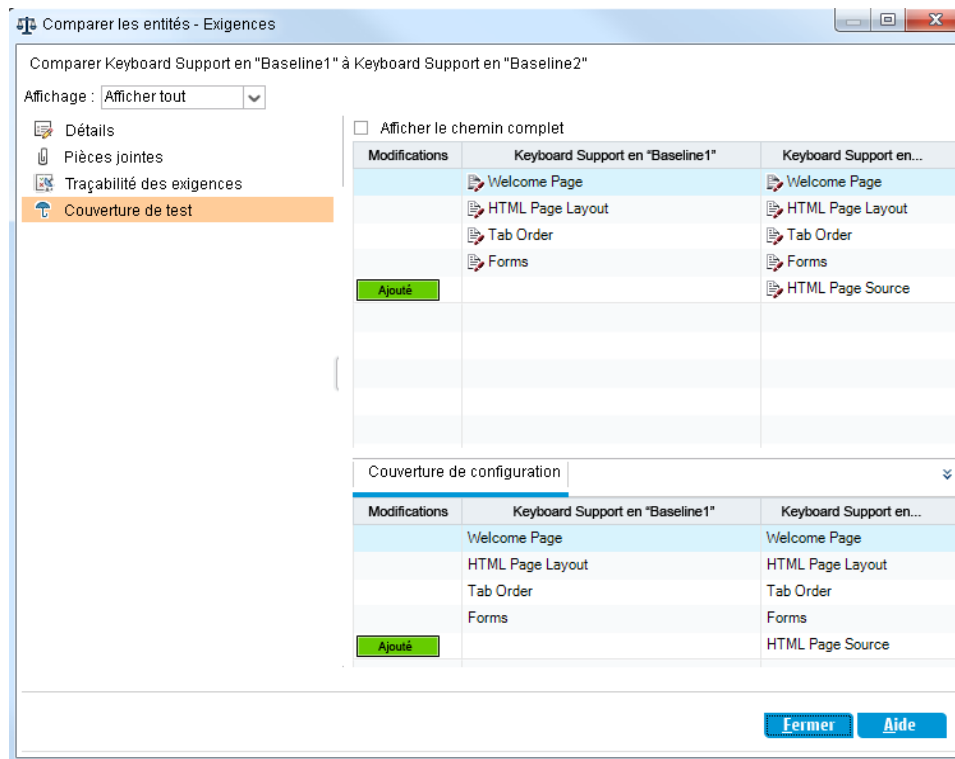 Comparer les entités - Exigences
Comparer Keyboard Support en "Baseline1" à Keyboard Support en "Baseline2"
Affichage : Afficher tout
Détails
Pièces jointes
Traçabilité des exigences
Couverture de test
Afficher le chemin complet
Modifications Keyboard Support en "Baseline1" Keyboard Support en...
Welcome Page Welcome Page
HTML Page Layout HTML Page Layout
Tab Order Tab Order
Forms Forms
Ajouté HTML Page Source
Couverture de configuration
Modifications Keyboard Support en "Baseline1" Keyboard Support en...
Welcome Page Welcome Page
HTML Page Layout HTML Page Layout
Tab Order Tab Order
Forms Forms
Ajouté HTML Page Source
Fermer Aide